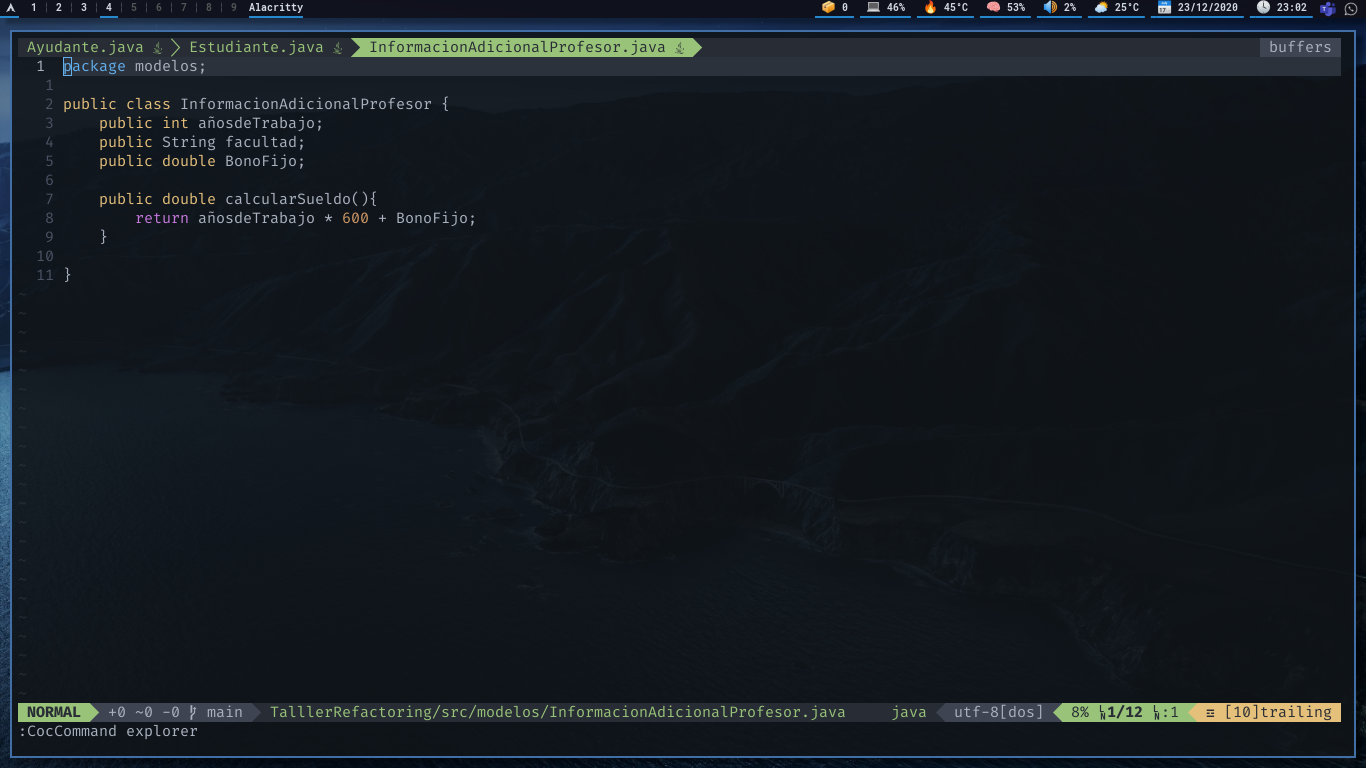 1 2 3 4 5 6 7 8 9 Alacritty 0 46% 45°C 53% 2% 25°C 23/12/2020 23:02
Ayudante.java Estudiante.java InformacionAdicionalProfesor.java buffers
1 package modelos;
1
2 public class InformacionAdicionalProfesor {
3 public int añosdeTrabajo;
4 public String facultad;
5 public double BonoFijo;
6
7 public double calcularSueldo(){
8 return añosdeTrabajo * 600 + BonoFijo;
9 }
10
11 }
NORMAL +0 ~0 -0 main TalllerRefactoring/src/modelos/InformacionAdicionalProfesor.java java utf-8[dos] 8% 1/12 :1 [10]trailing
:CocCommand explorer